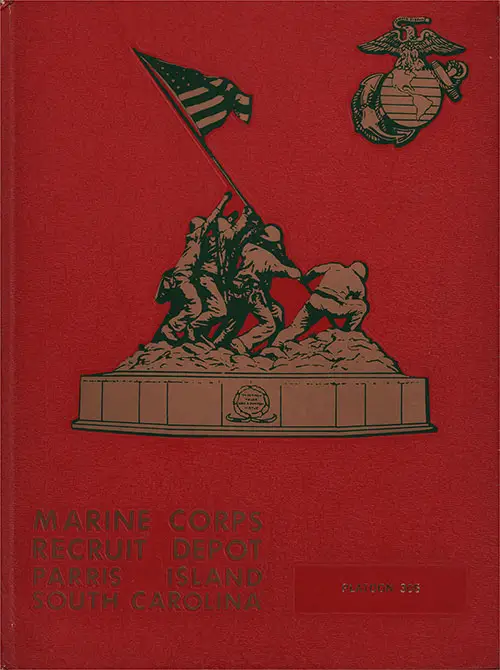 MARINE CORPS
RECRUIT DEPOT
PARRIS ISLAND
SOUTH CAROLINA
PLATOON